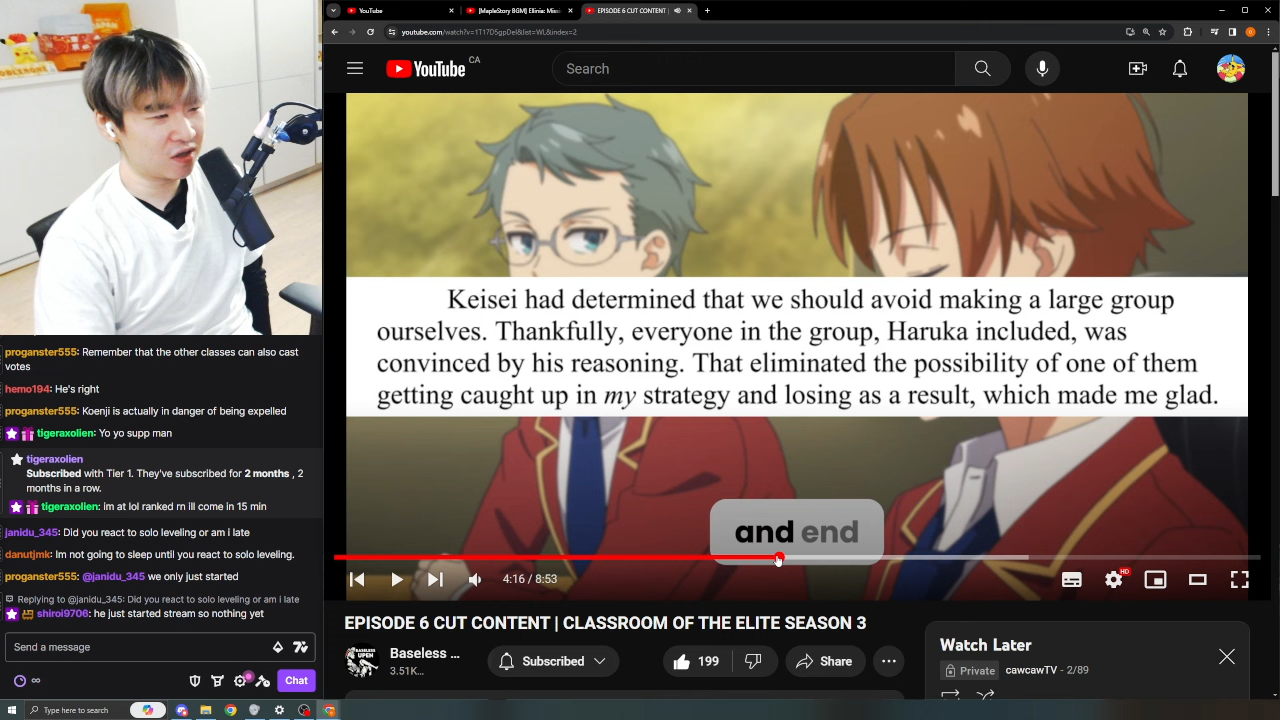 YouTube
[MapleStory BGM] Ellinia: Missi
EPISODE 6 CUT CONTENT |
youtube.com/watch?v=1T17D5gpDeI&list=WL&index=2
YouTube CA
Search
Keisei had determined that we should avoid making a large group
ourselves. Thankfully, everyone in the group, Haruka included, was
convinced by his reasoning. That eliminated the possibility of one of them
getting caught up in my strategy and losing as a result, which made me glad.
and end
4:16 / 8:53
HD
EPISODE 6 CUT CONTENT | CLASSROOM OF THE ELITE SEASON 3
Baseless ...
3.51K...
Subscribed
199
Share
Watch Later
Private
cawcawTV - 2/89
proganster555: Remember that the other classes can also cast
votes
hemo194: He's right
proganster555: Koenji is actually in danger of being expelled
tigeraxolien: Yo yo supp man
tigeraxolien
Subscribed with Tier 1. They've subscribed for 2 months , 2
months in a row.
tigeraxolien: im at lol ranked rn ill come in 15 min
janidu_345: Did you react to solo leveling or am i late
danutjmk: Im not going to sleep until you react to solo leveling.
proganster555: @janidu_345 we only just started
Replying to @janidu_345: Did you react to solo leveling or am i late
shiroi9706: he just started stream so nothing yet
Send a message
Chat
Type here to search